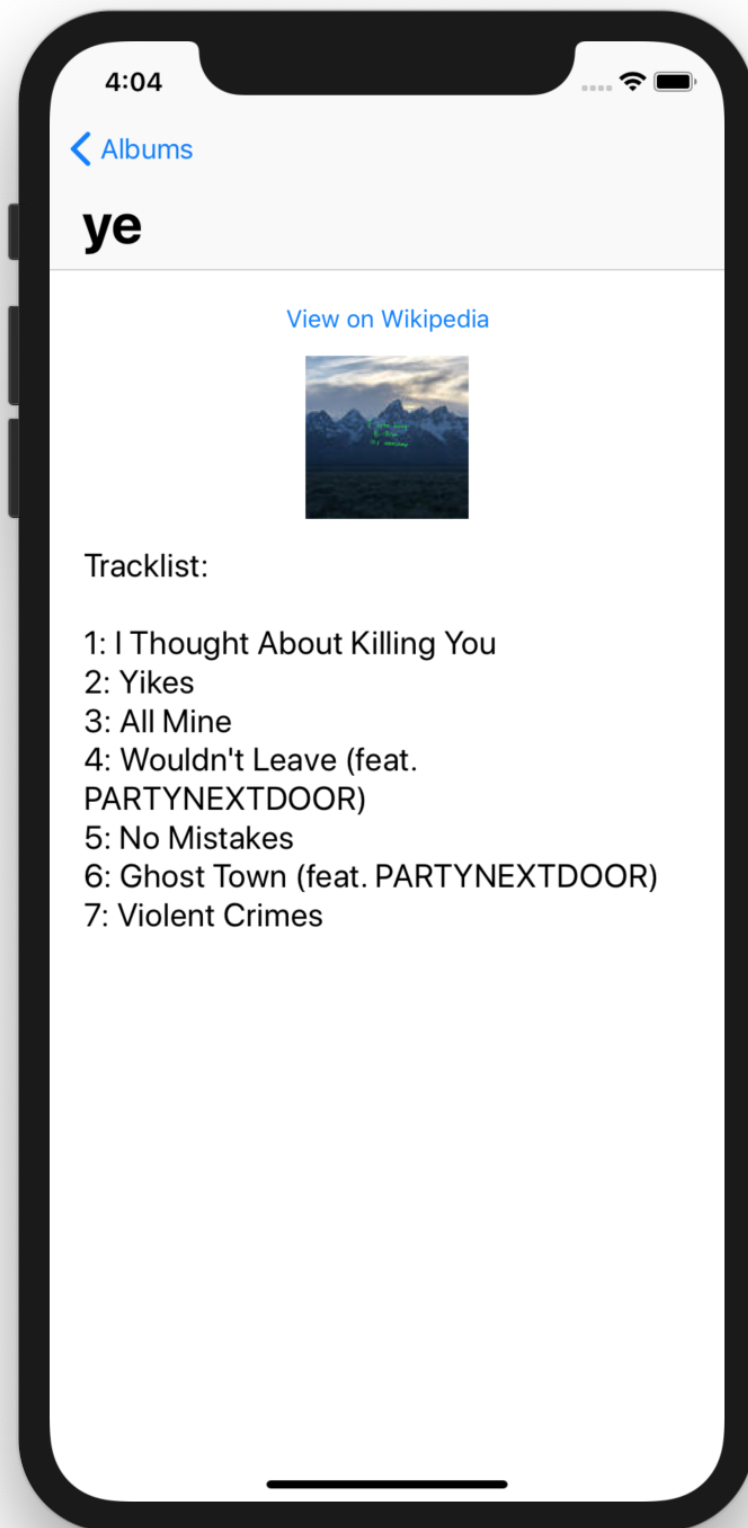 4:04
Albums
ye
View on Wikipedia
Tracklist:
1: I Thought About Killing You
2: Yikes
3: All Mine
4: Wouldn't Leave (feat.
PARTYNEXTDOOR)
5: No Mistakes
6: Ghost Town (feat. PARTYNEXTDOOR)
7: Violent Crimes